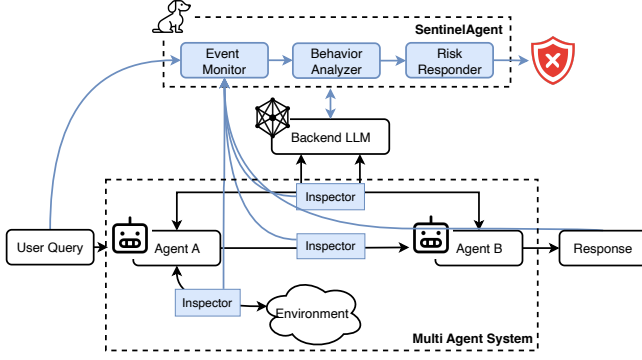 SentinelAgent
Event
Monitor
Behavior
Analyzer
Risk
Responder
Backend LLM
Inspector
User Query
Agent A
Inspector
Agent B
Response
Inspector
Environment
Multi Agent System